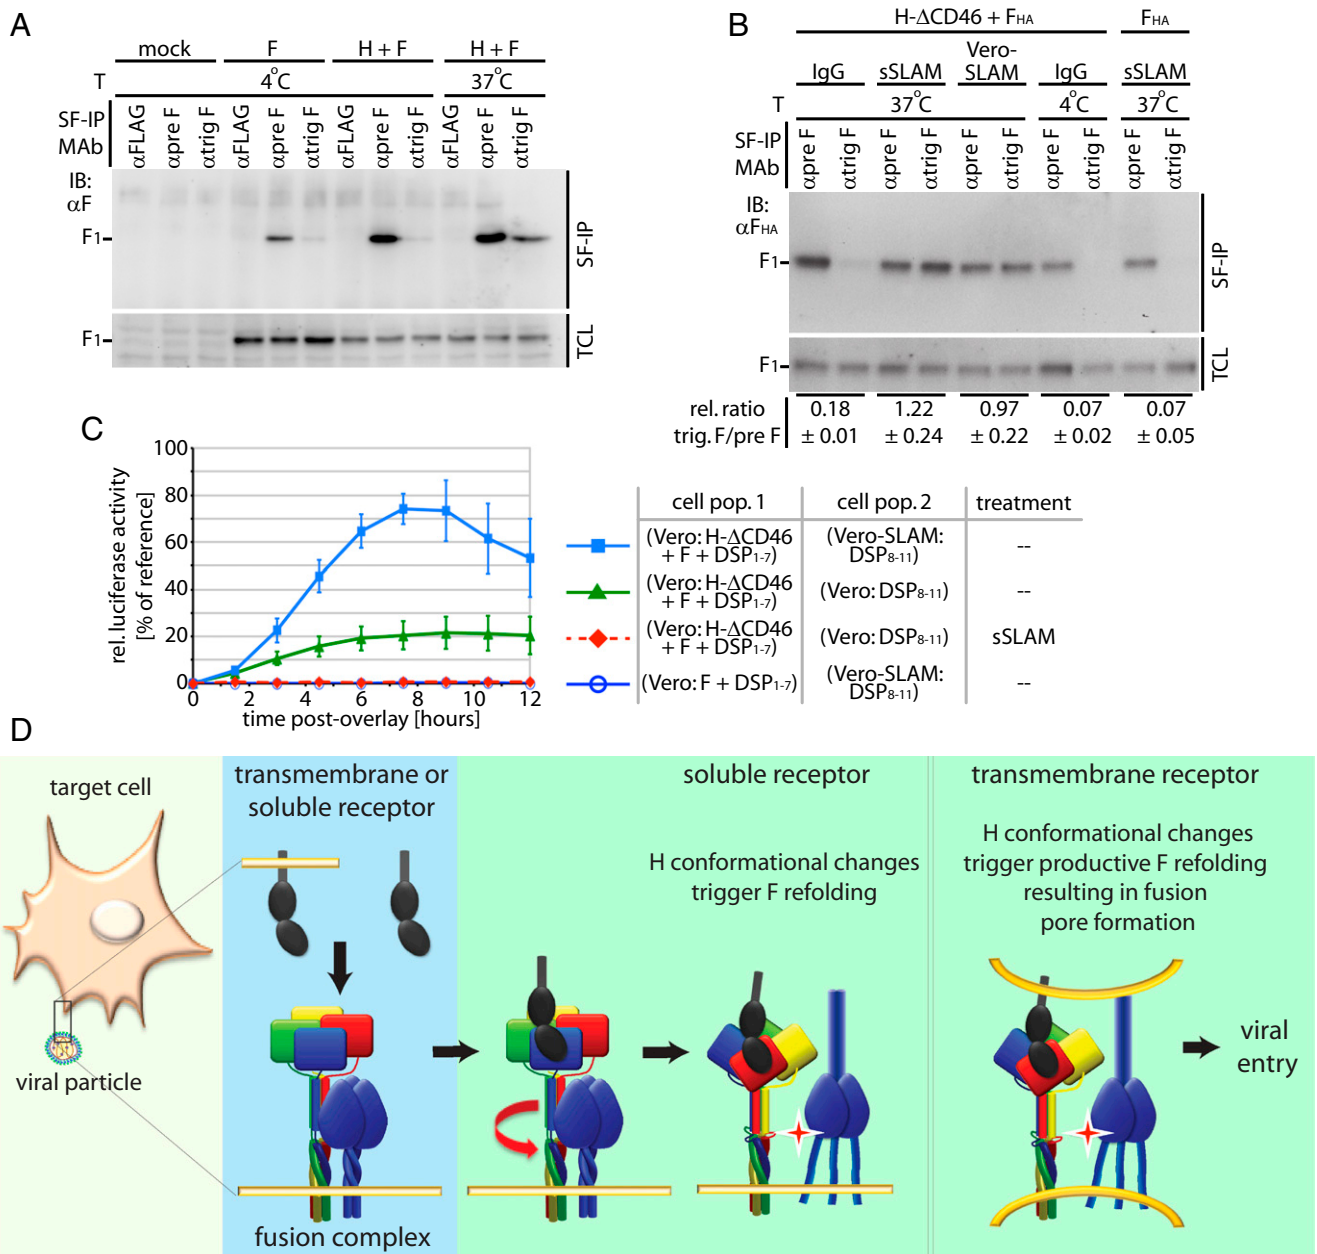 A
mock F H + F H + F
T 4°C 37°C
SF-IP MAb
αFLAG αpre F αtrig F αFLAG αpre F αtrig F αFLAG αpre F αtrig F αFLAG αpre F αtrig F
IB:
αF
F1
SF-IP
F1
TCL
B
H-ΔCD46 + FHA FHA
IgG sSLAM Vero-SLAM IgG sSLAM
T 37°C 4°C 37°C
SF-IP MAb
αpre F αtrig F αpre F αtrig F αpre F αtrig F αpre F αtrig F αpre F αtrig F
IB:
αFHA
F1
SF-IP
F1
TCL
rel. ratio 0.18 1.22 0.97 0.07 0.07
trig. F/pre F ± 0.01 ± 0.24 ± 0.22 ± 0.02 ± 0.05
C
rel. luciferase activity
[% of reference]
100
80
60
40
20
0
0 2 4 6 8 10 12
time post-overlay [hours]
cell pop. 1 cell pop. 2 treatment
(Vero: H-ΔCD46 (Vero-SLAM:
+ F + DSP1-7) DSP8-11) --
(Vero: H-ΔCD46
+ F + DSP1-7) (Vero: DSP8-11) --
(Vero: H-ΔCD46
+ F + DSP1-7) (Vero: DSP8-11) sSLAM
(Vero: F + DSP1-7) (Vero-SLAM:
DSP8-11) --
D
target cell
viral particle
transmembrane or
soluble receptor
fusion complex
soluble receptor
H conformational changes
trigger F refolding
transmembrane receptor
H conformational changes
trigger productive F refolding
resulting in fusion
pore formation
viral
entry